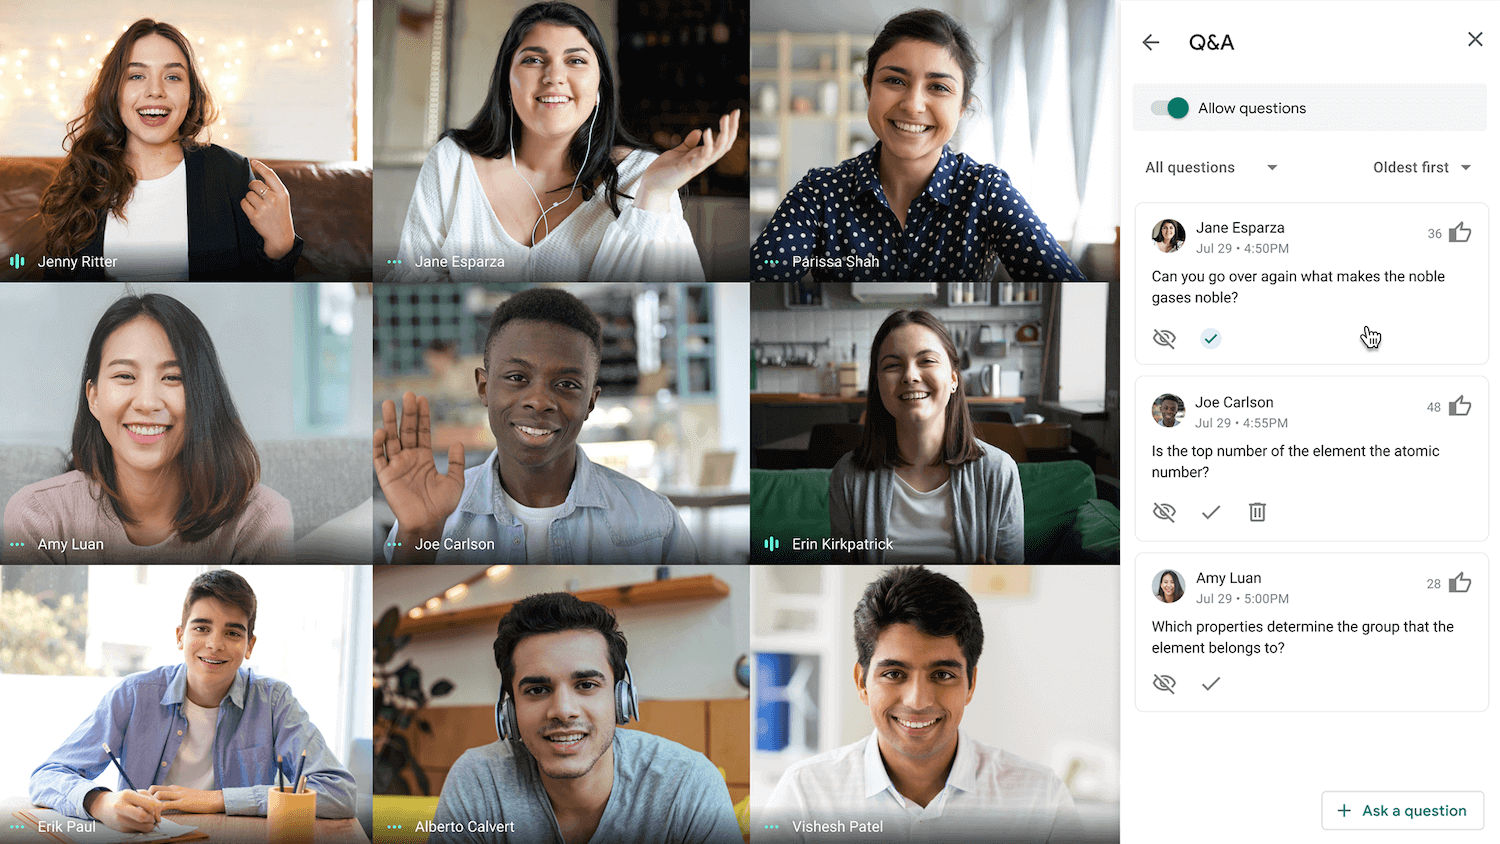 Jenny Ritter
Jane Esparza
Parissa Shah
Amy Luan
Joe Carlson
Erin Kirkpatrick
Erik Paul
Alberto Calvert
Vishesh Patel
Q&A
Allow questions
All questions
Oldest first
Jane Esparza
36
Jul 29 • 4:50PM
Can you go over again what makes the noble
gases noble?
Joe Carlson
48
Jul 29 • 4:55PM
Is the top number of the element the atomic
number?
Amy Luan
28
Jul 29 • 5:00PM
Which properties determine the group that the
element belongs to?
Ask a question